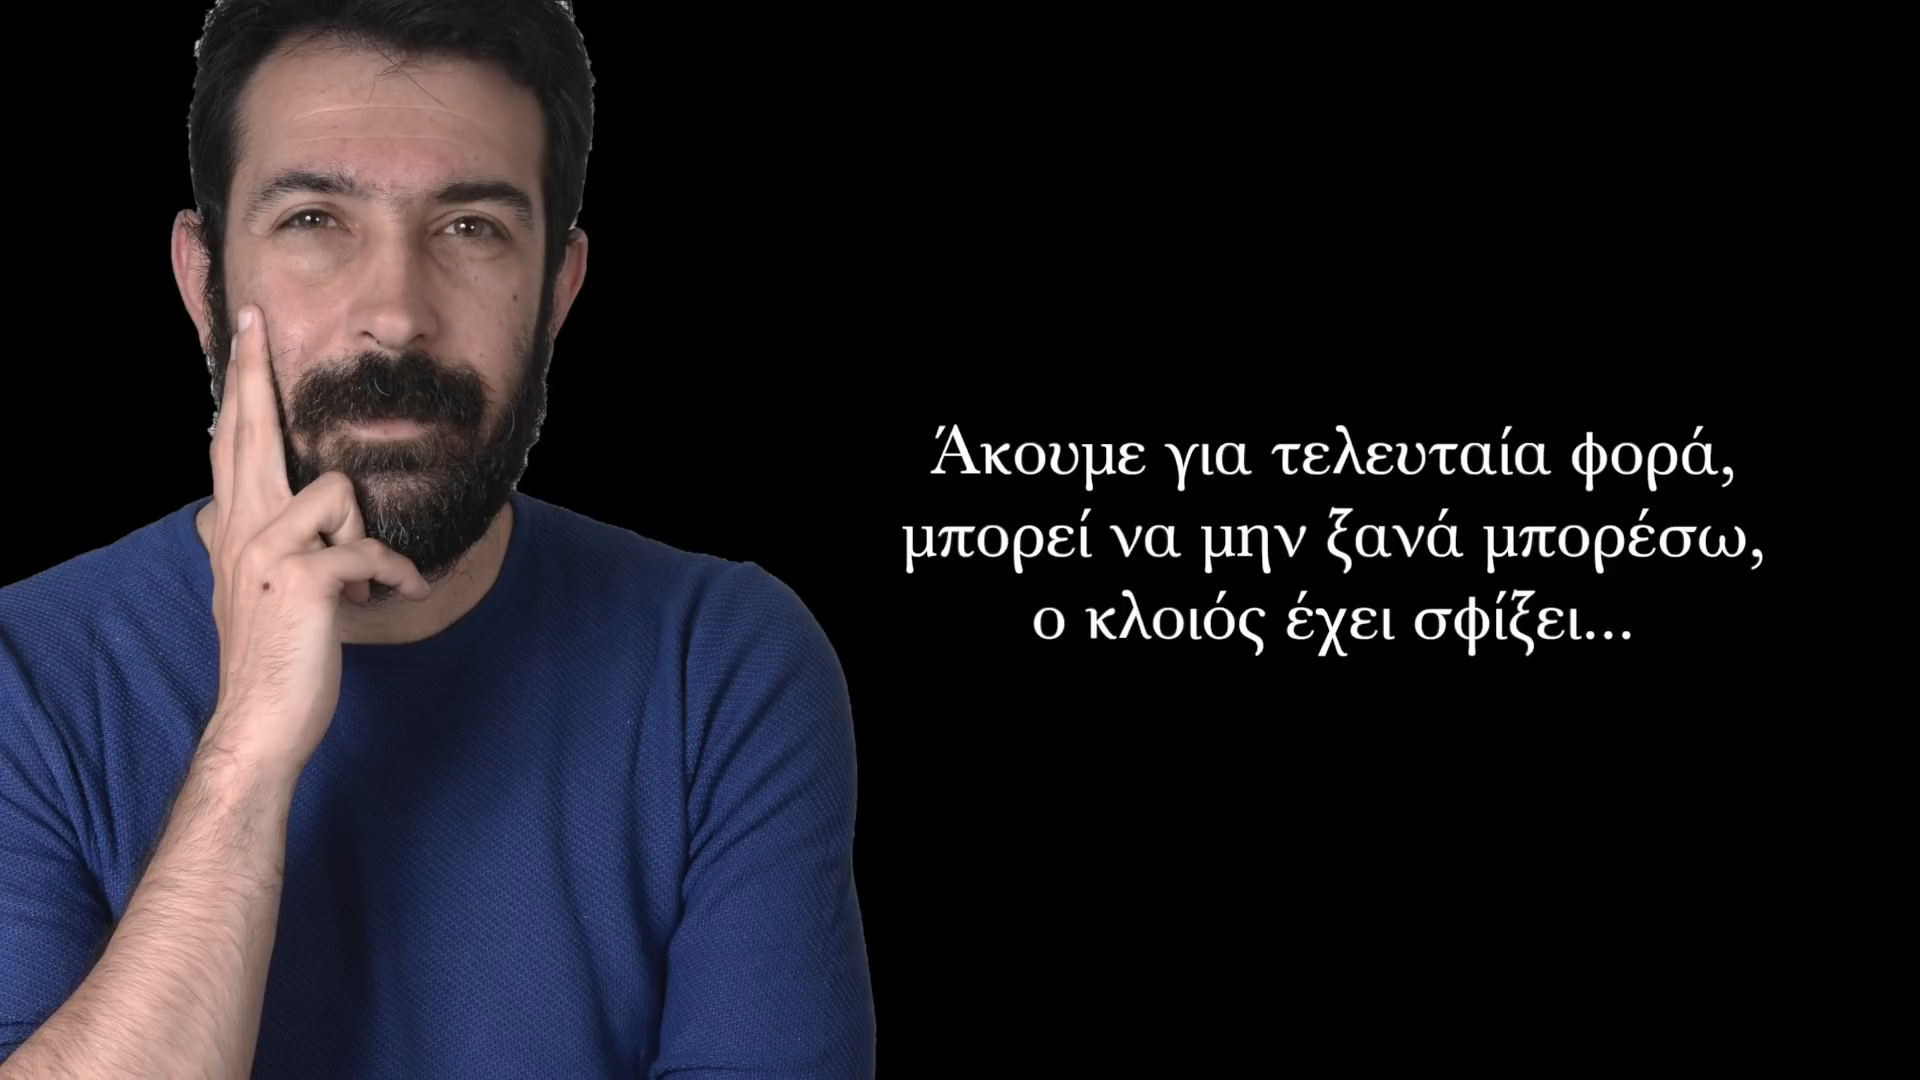 Άκουμε για τελευταία φορά,
μπορεί να μην ξανά μπορέσω,
ο κλοιός έχει σφίξει...